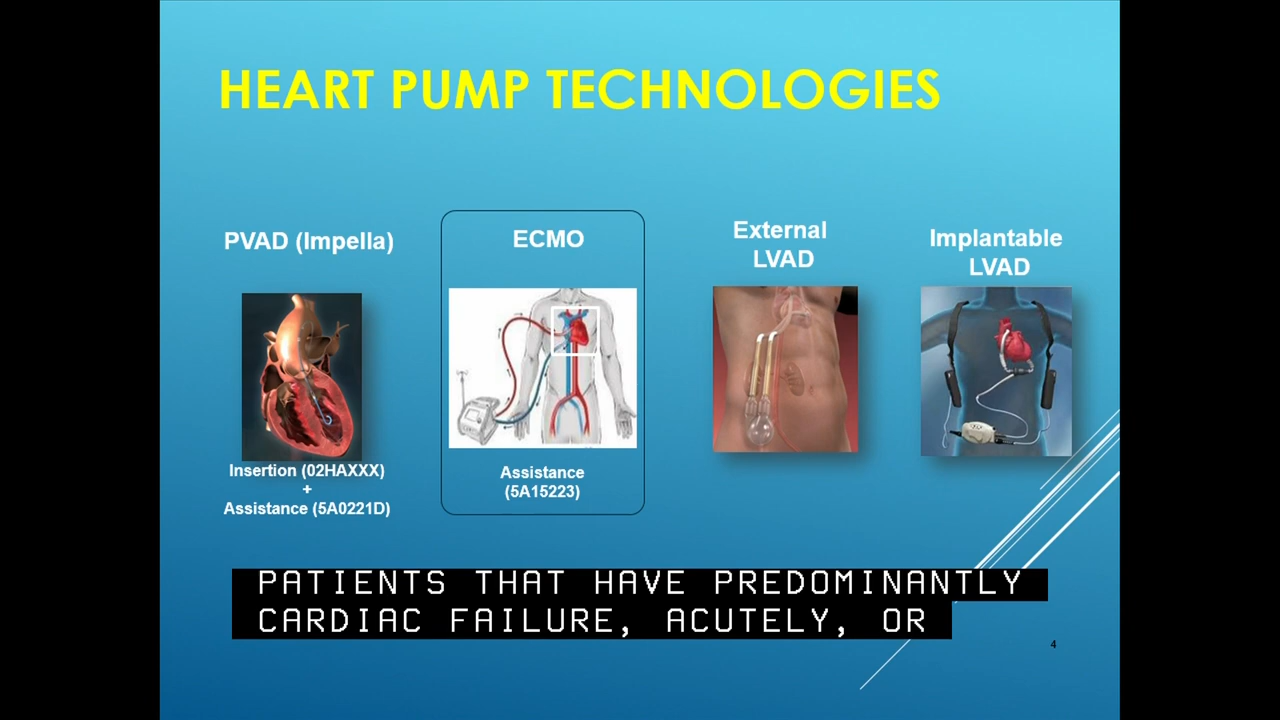 HEART PUMP TECHNOLOGIES
PVAD (Impella)
Insertion (02HAXXX)
+
Assistance (5A0221D)
ECMO
Assistance
(5A15223)
External
LVAD
Implantable
LVAD
PATIENTS THAT HAVE PREDOMINANTLY
CARDIAC FAILURE, ACUTELY, OR
4